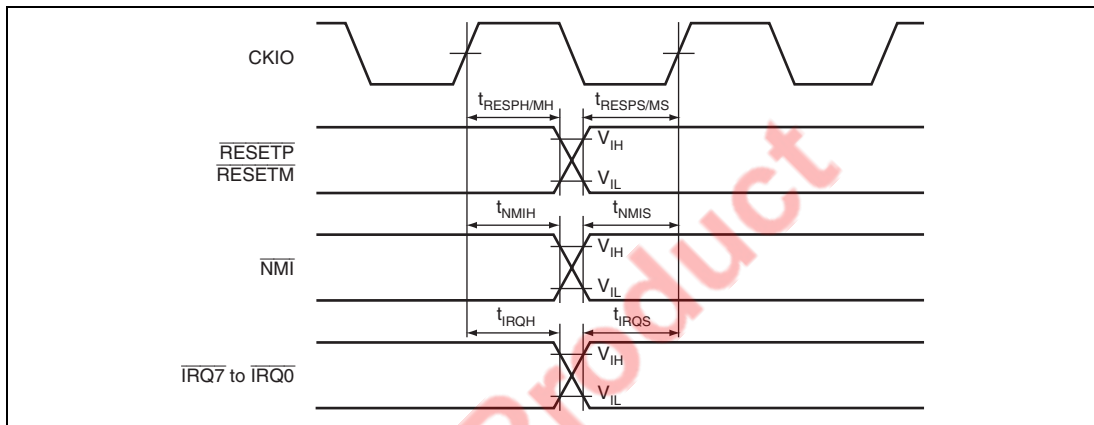 CKIO
tRESPH/MH tRESPS/MS
RESETP
RESETM
VIH
VIL
tNMIH tNMIS
NMI
VIH
VIL
tIRQH tIRQS
IRQ7 to IRQ0
VIH
VIL
Product